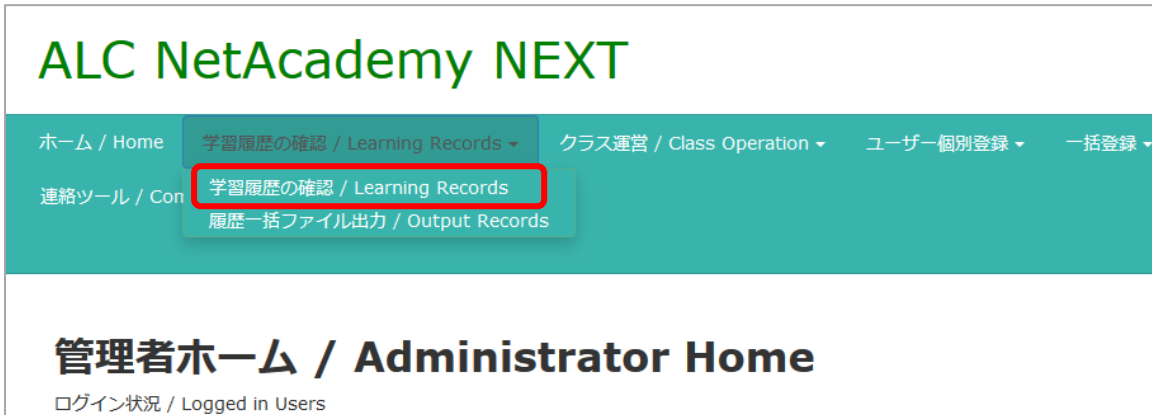 ALC NetAcademy NEXT
ホーム / Home 学習履歴の確認 / Learning Records クラス運営 / Class Operation ユーザー個別登録 一括登録
連絡ツール / Con
学習履歴の確認 / Learning Records
履歴一括ファイル出力 / Output Records
管理者ホーム / Administrator Home
ログイン状況 / Logged in Users